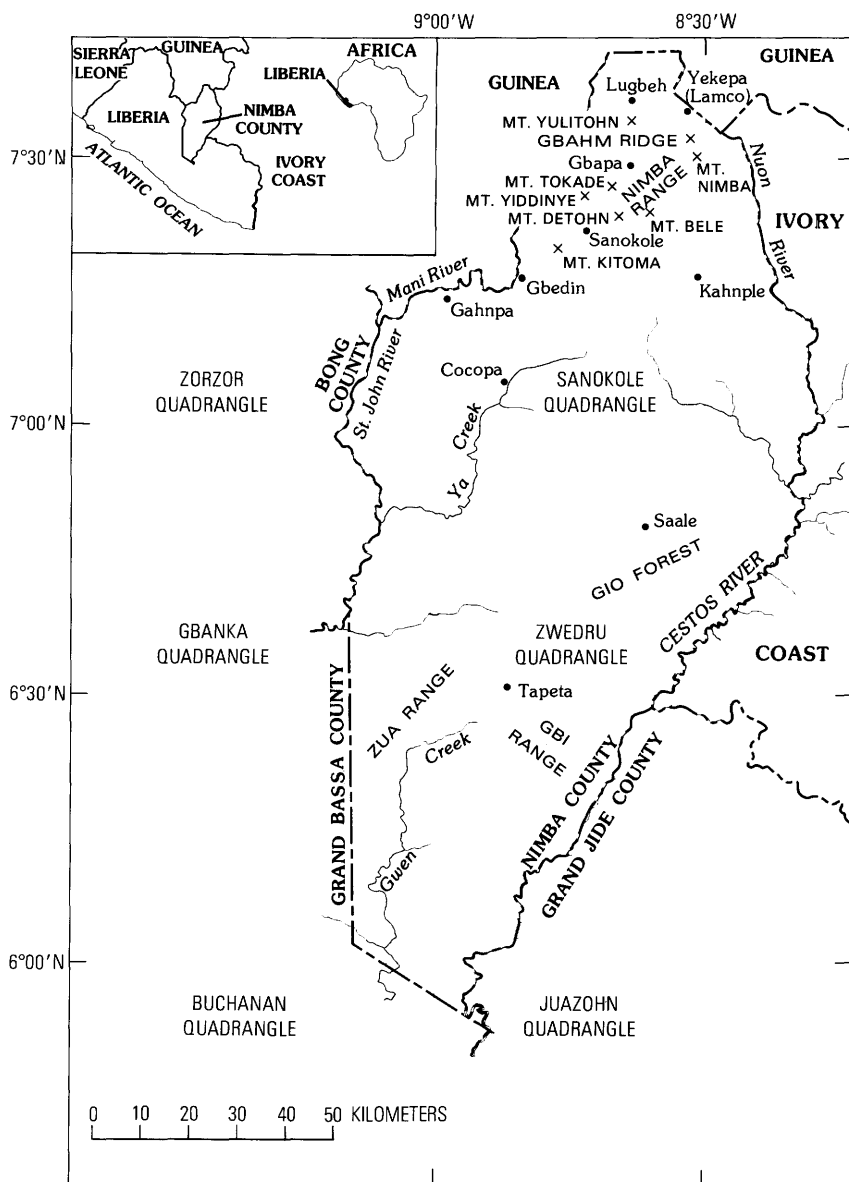 9°00'W
8°30'W
SIERRA
LEONE
GUINEA
LIBERIA
NIMBA
COUNTY
IVORY
COAST
ATLANTIC OCEAN
AFRICA
LIBERIA
GUINEA
GUINEA
Lugbeh
Yekepa
(Lamco)
MT. YULITOHN
GBAHM RIDGE
7°30'N
Gbapa
NIMBA
RANGE
MT.
NIMBA
Nuon
River
MT. TOKADE
MT. YIDDINYE
MT. DETOHN
MT. BELE
IVORY
Sanokole
MT. KITOMA
Mani River
Gbedin
Kahnple
Gahnpa
BONG
COUNTY
St. John River
Cocopa
ZORZOR
QUADRANGLE
SANOKOLE
QUADRANGLE
7°00'N
Ya Creek
Saale
GIO FOREST
CESTOS RIVER
GBANKA
QUADRANGLE
ZWEDRU
QUADRANGLE
COAST
6°30'N
GRAND BASSA COUNTY
ZUA RANGE
Tapeta
GBI
RANGE
Gwen Creek
NIMBA COUNTY
GRAND JIDE COUNTY
6°00'N
BUCHANAN
QUADRANGLE
JUAZOHN
QUADRANGLE
0 10 20 30 40 50 KILOMETERS